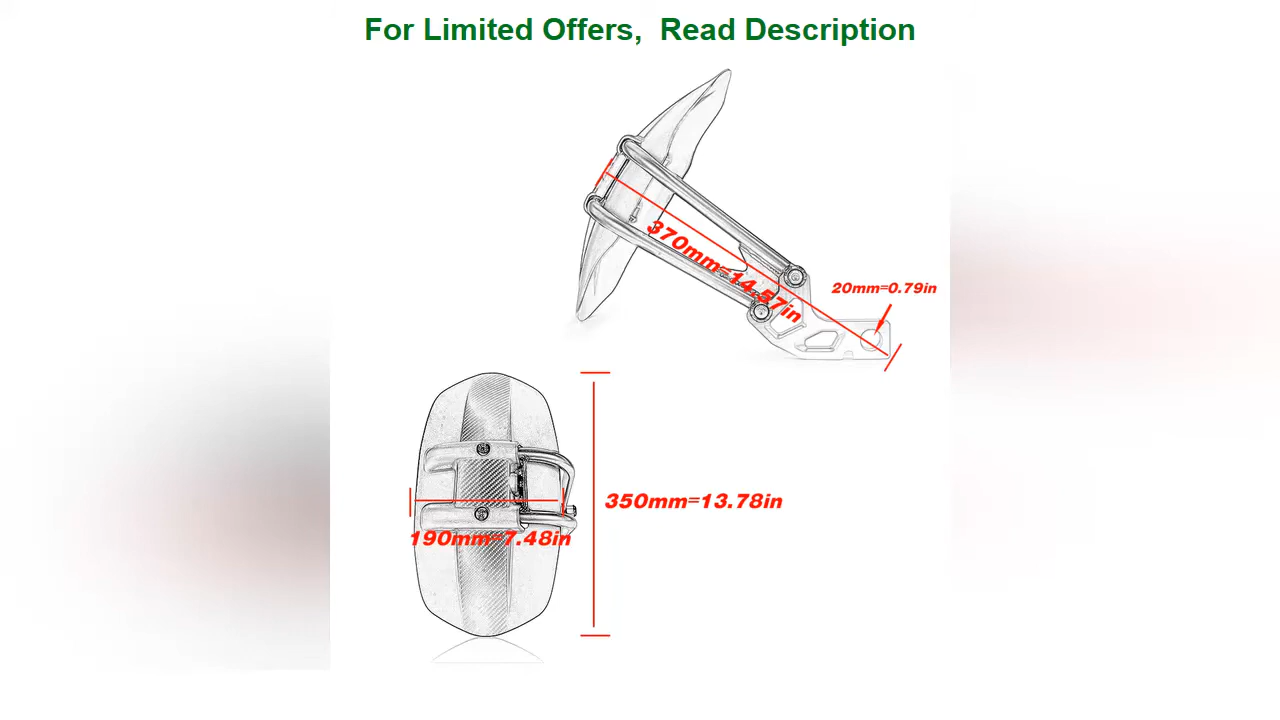 For Limited Offers,  Read Description
370mm=14.57in
20mm=0.79in
350mm=13.78in
190mm=7.48in